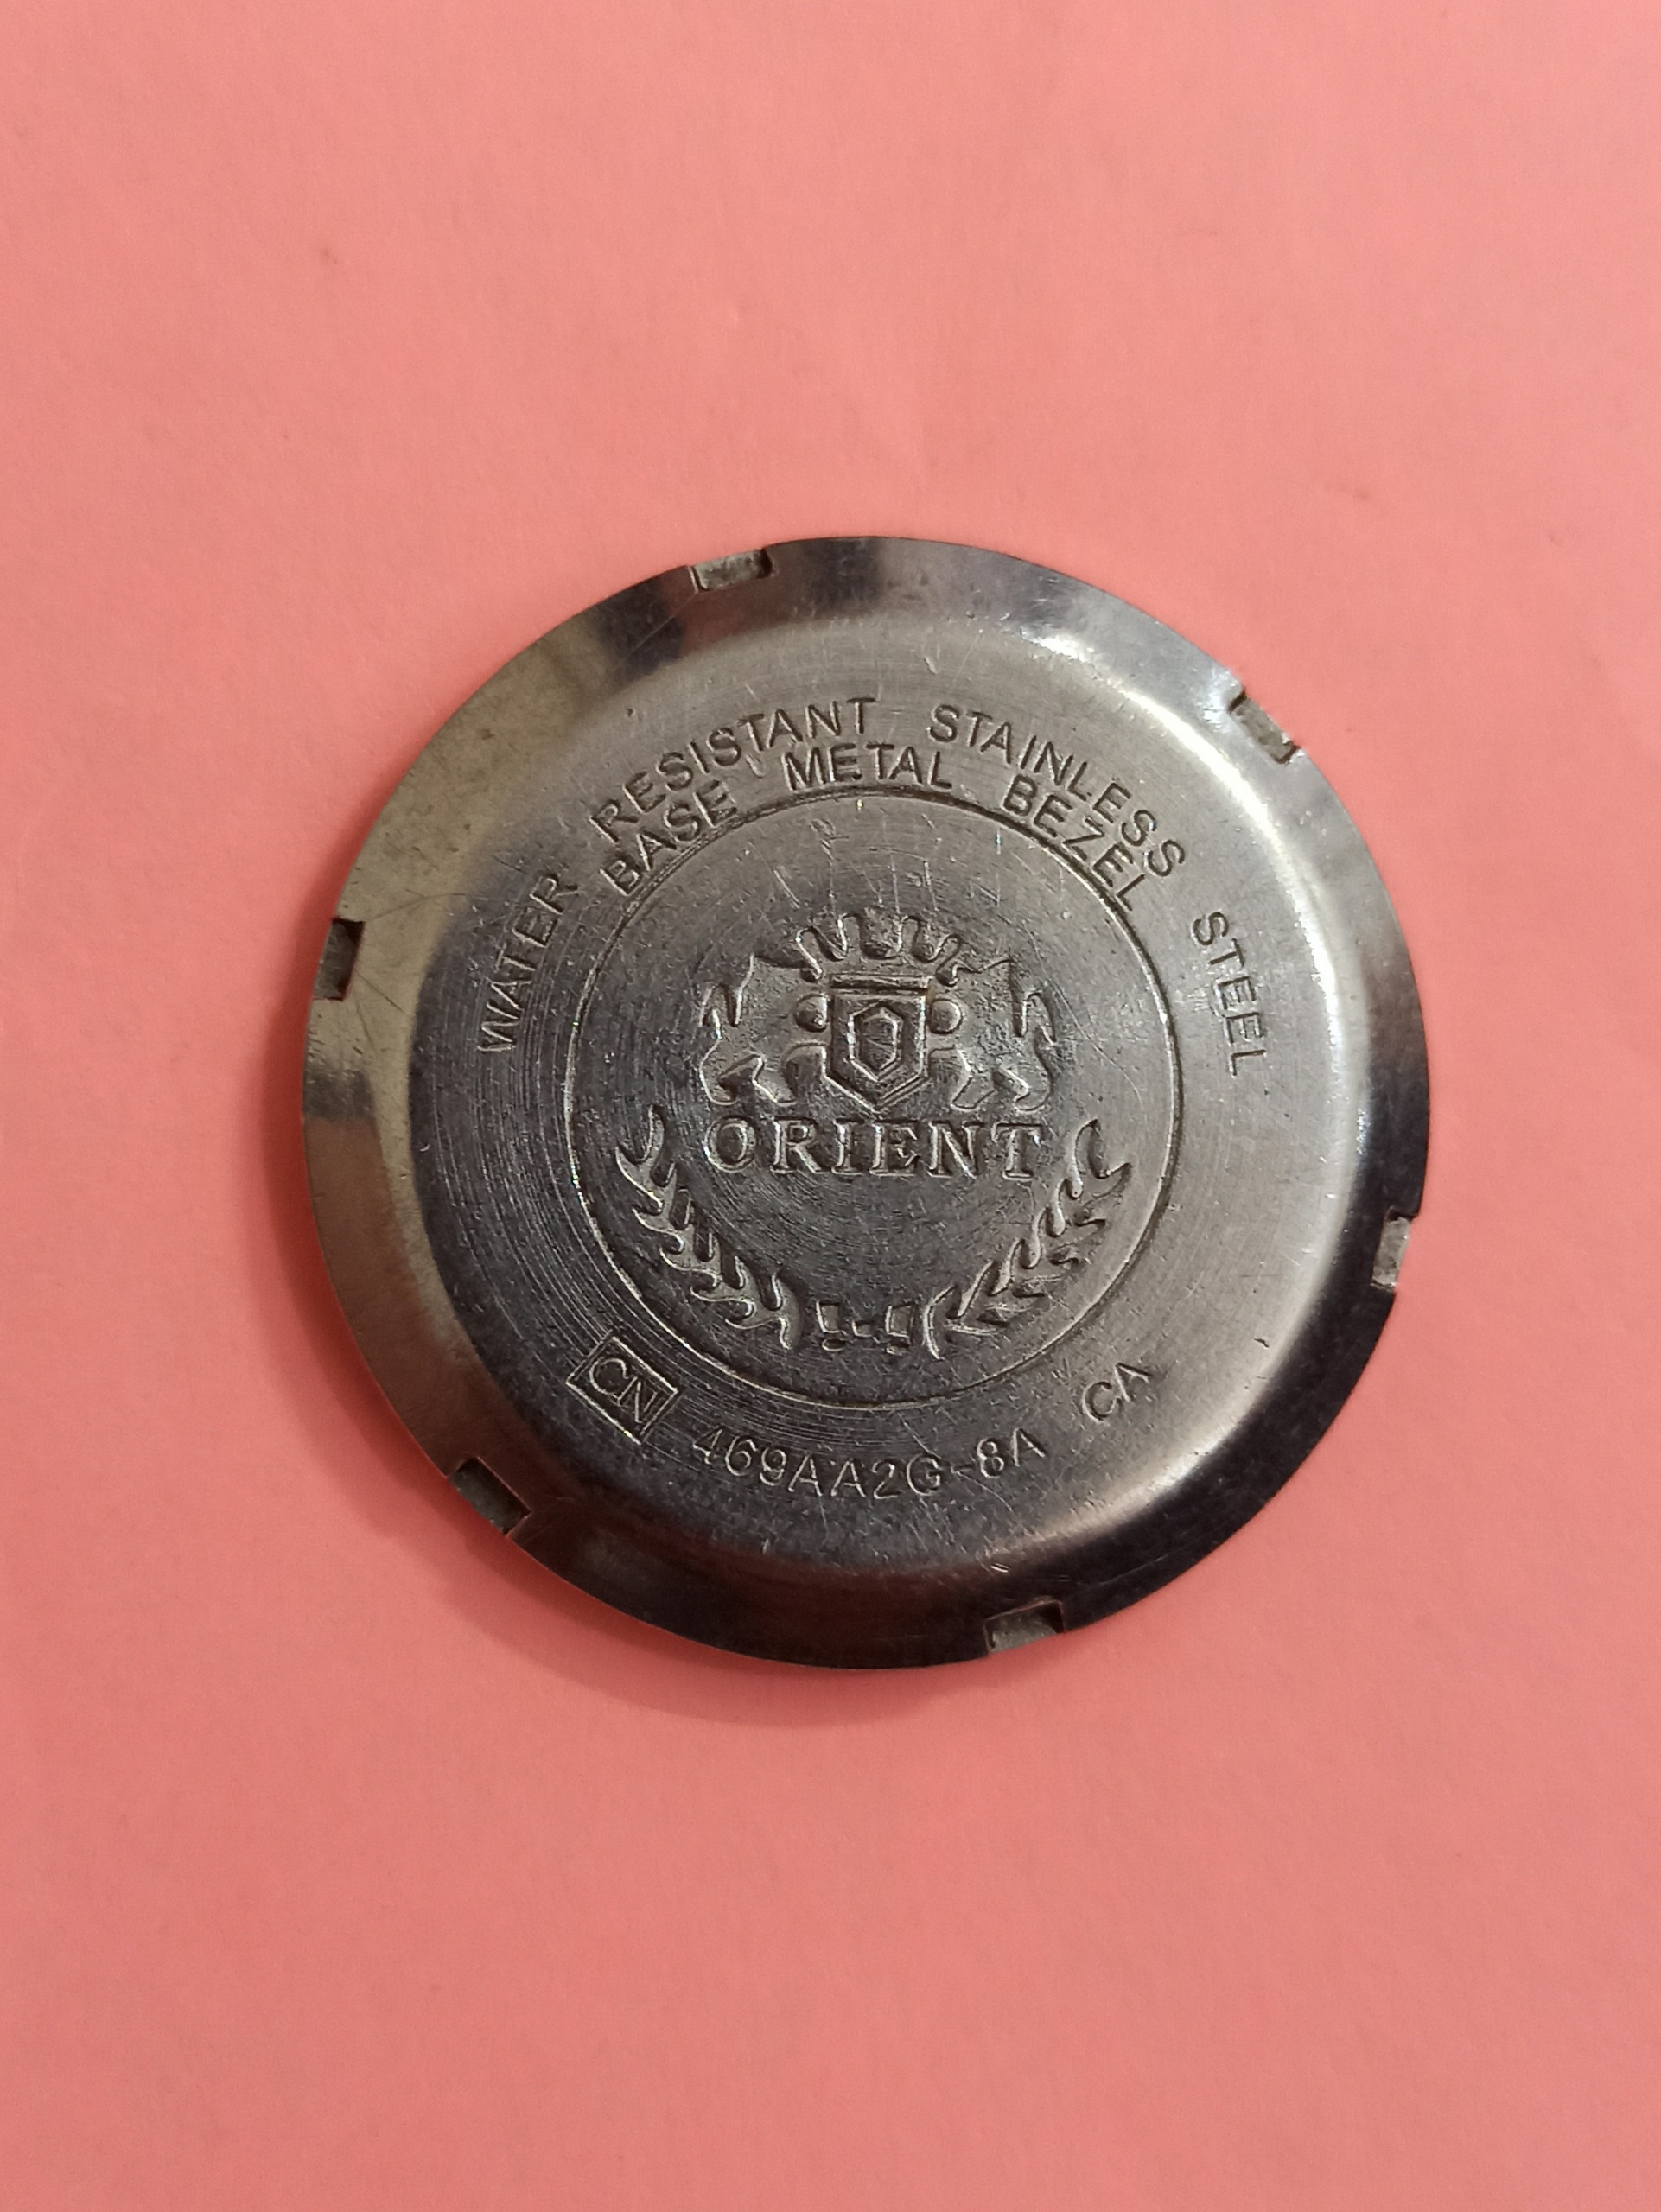 WATER RESISTANT STAINLESS STEEL
BASE METAL BEZEL
ORIENT
CN 469AA2G-8A CA